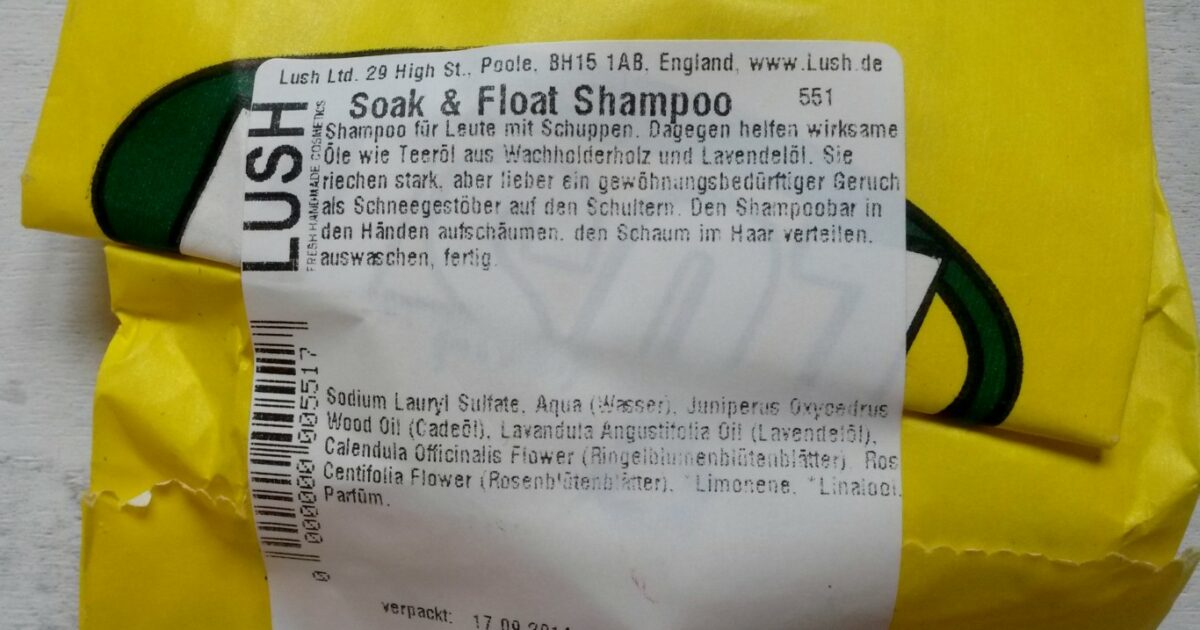 Lush Ltd. 29 High St., Poole, BH15 1AB, England, www.Lush.de
Soak & Float Shampoo 551
Shampoo für Leute mit Schuppen. Dagegen helfen wirksame
Öle wie Teeröl aus Wachholderholz und Lavendelöl. Sie
riechen stark, aber lieber ein gewöhnungsbedürftiger Geruch
als Schneegestöber auf den Schultern. Den Shampoobar in
den Händen aufschäumen, den Schaum im Haar verteilen,
auswaschen, fertig.
LUSH
FRESH HANDMADE COSMETICS
Sodium Lauryl Sulfate, Aqua (Wasser), Juniperus Oxycedrus
Wood Oil (Cadeöl), Lavandula Angustifolia Oil (Lavendelöl),
Calendula Officinalis Flower (Ringelblumenblütenblätter), Ros
Centifolia Flower (Rosenblütenblätter), *Limonene, *Linalool,
Parfüm.
0 000000 005517
verpackt: 17.09.2014